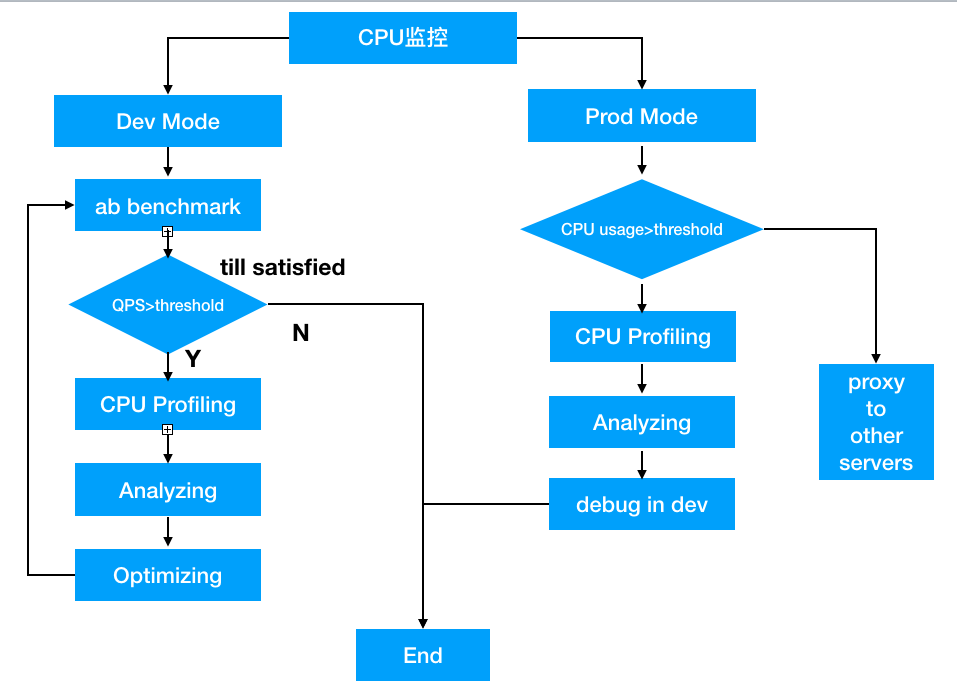 CPU监控
Dev Mode
Prod Mode
ab benchmark
CPU usage>threshold
till satisfied
QPS>threshold
N
Y
CPU Profiling
CPU Profiling
Analyzing
Analyzing
proxy
to
other
servers
debug in dev
Optimizing
End